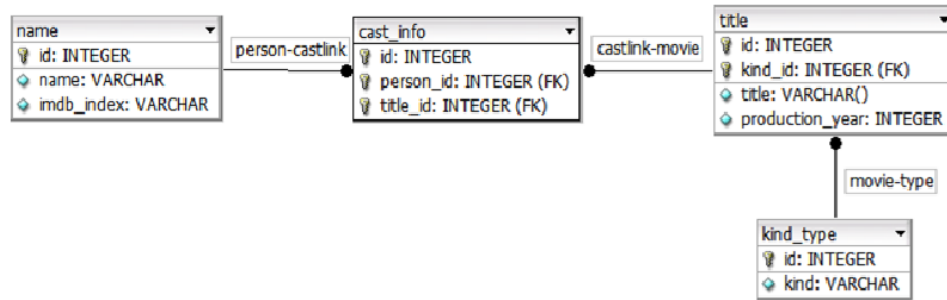 name
id: INTEGER
name: VARCHAR
imdb_index: VARCHAR
person-castlink
cast_info
id: INTEGER
person_id: INTEGER (FK)
title_id: INTEGER (FK)
castlink-movie
title
id: INTEGER
kind_id: INTEGER (FK)
title: VARCHAR()
production_year: INTEGER
movie-type
kind_type
id: INTEGER
kind: VARCHAR